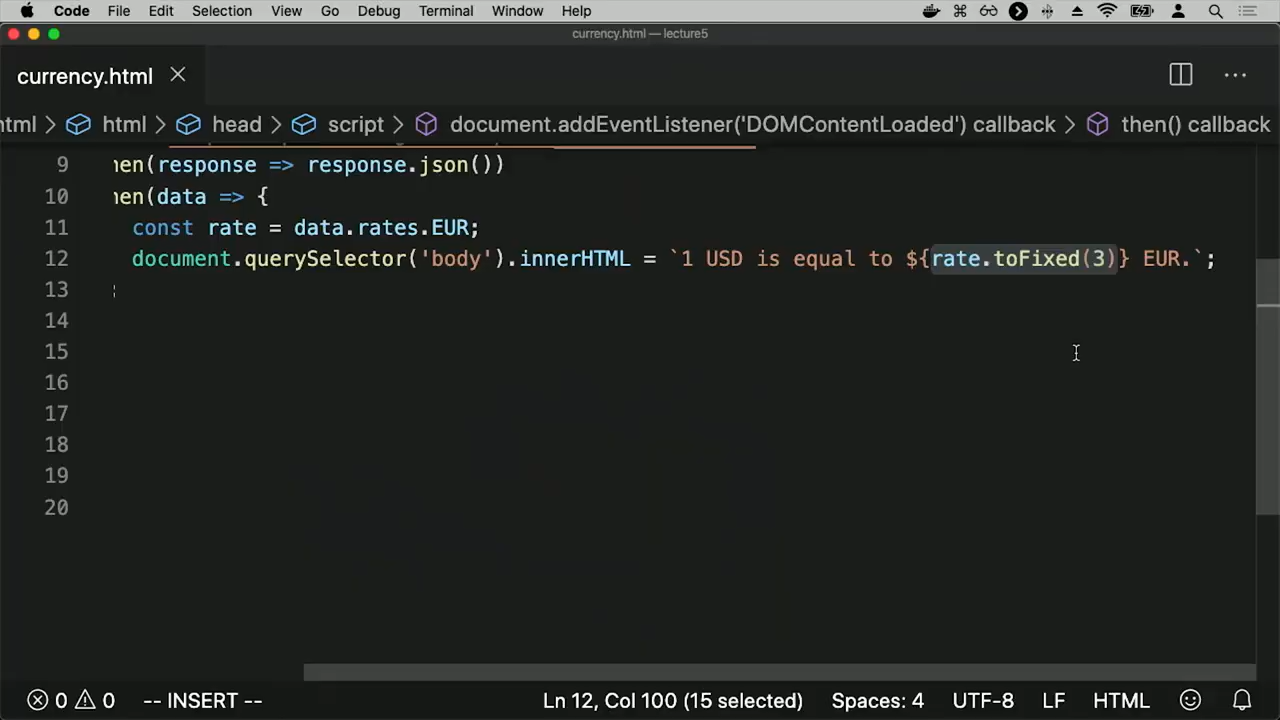 Code File Edit Selection View Go Debug Terminal Window Help
currency.html — lecture5
currency.html
html > html > head > script > document.addEventListener('DOMContentLoaded') callback > then() callback
9 hen(response => response.json())
10 hen(data => {
11 const rate = data.rates.EUR;
12 document.querySelector('body').innerHTML = `1 USD is equal to ${rate.toFixed(3)} EUR.`;
13 ;
14
15
16
17
18
19
20
0 0 -- INSERT -- Ln 12, Col 100 (15 selected) Spaces: 4 UTF-8 LF HTML